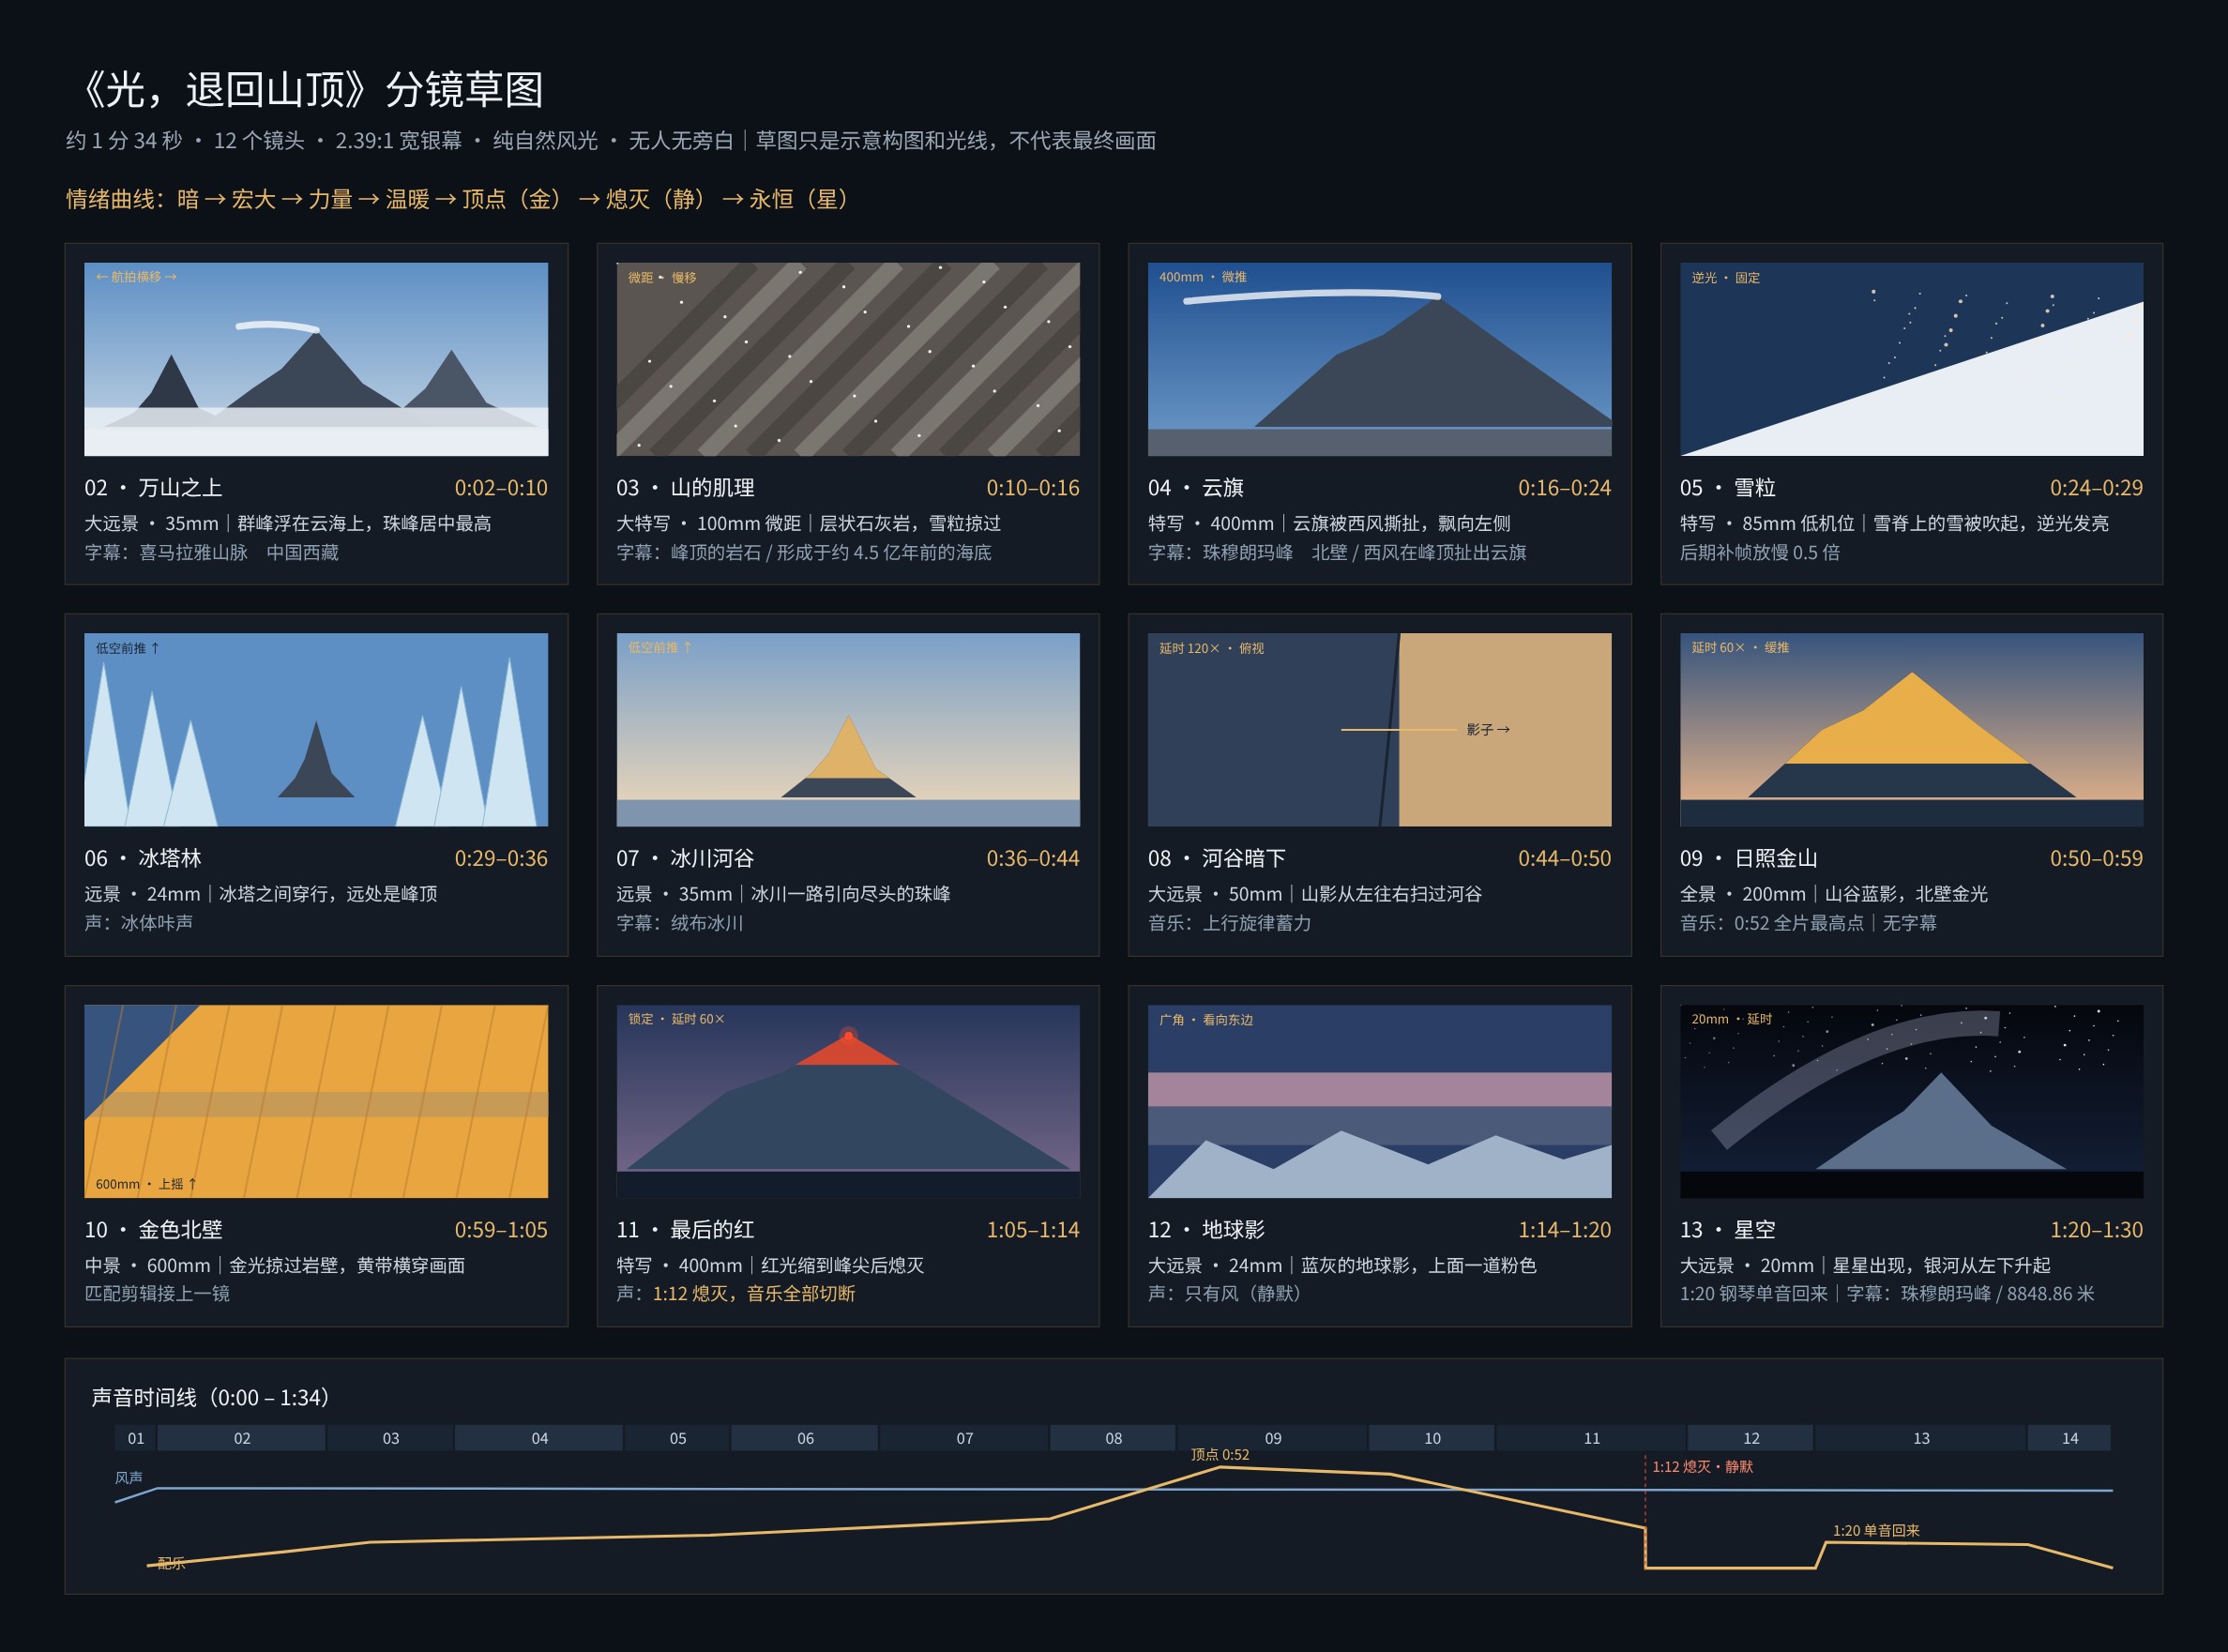 《光，退回山顶》分镜草图
约 1 分 34 秒 · 12 个镜头 · 2.39:1 宽银幕 · 纯自然风光 · 无人无旁白｜草图只是示意构图和光线，不代表最终画面
情绪曲线：暗 → 宏大 → 力量 → 温暖 → 顶点（金） → 熄灭（静） → 永恒（星）
← 航拍横移 →
02 · 万山之上 0:02–0:10
大远景 · 35mm｜群峰浮在云海上，珠峰居中最高
字幕：喜马拉雅山脉　中国西藏
微距 · 慢移
03 · 山的肌理 0:10–0:16
大特写 · 100mm 微距｜层状石灰岩，雪粒掠过
字幕：峰顶的岩石 / 形成于约 4.5 亿年前的海底
400mm · 微推
04 · 云旗 0:16–0:24
特写 · 400mm｜云旗被西风撕扯，飘向左侧
字幕：珠穆朗玛峰　北壁 / 西风在峰顶扯出云旗
逆光 · 固定
05 · 雪粒 0:24–0:29
特写 · 85mm 低机位｜雪脊上的雪被吹起，逆光发亮
后期补帧放慢 0.5 倍
低空前推 ↑
06 · 冰塔林 0:29–0:36
远景 · 24mm｜冰塔之间穿行，远处是峰顶
声：冰体咔声
低空前推 ↑
07 · 冰川河谷 0:36–0:44
远景 · 35mm｜冰川一路引向尽头的珠峰
字幕：绒布冰川
延时 120× · 俯视
影子 →
08 · 河谷暗下 0:44–0:50
大远景 · 50mm｜山影从左往右扫过河谷
音乐：上行旋律蓄力
延时 60× · 缓推
09 · 日照金山 0:50–0:59
全景 · 200mm｜山谷蓝影，北壁金光
音乐：0:52 全片最高点｜无字幕
600mm · 上摇 ↑
10 · 金色北壁 0:59–1:05
中景 · 600mm｜金光掠过岩壁，黄带横穿画面
匹配剪辑接上一镜
锁定 · 延时 60×
11 · 最后的红 1:05–1:14
特写 · 400mm｜红光缩到峰尖后熄灭
声：1:12 熄灭，音乐全部切断
广角 · 看向东边
12 · 地球影 1:14–1:20
大远景 · 24mm｜蓝灰的地球影，上面一道粉色
声：只有风（静默）
20mm · 延时
13 · 星空 1:20–1:30
大远景 · 20mm｜星星出现，银河从左下升起
1:20 钢琴单音回来｜字幕：珠穆朗玛峰 / 8848.86 米
声音时间线（0:00 – 1:34）
01 02 03 04 05 06 07 08 09 10 11 12 13 14
顶点 0:52
1:12 熄灭·静默
风声
1:20 单音回来
配乐